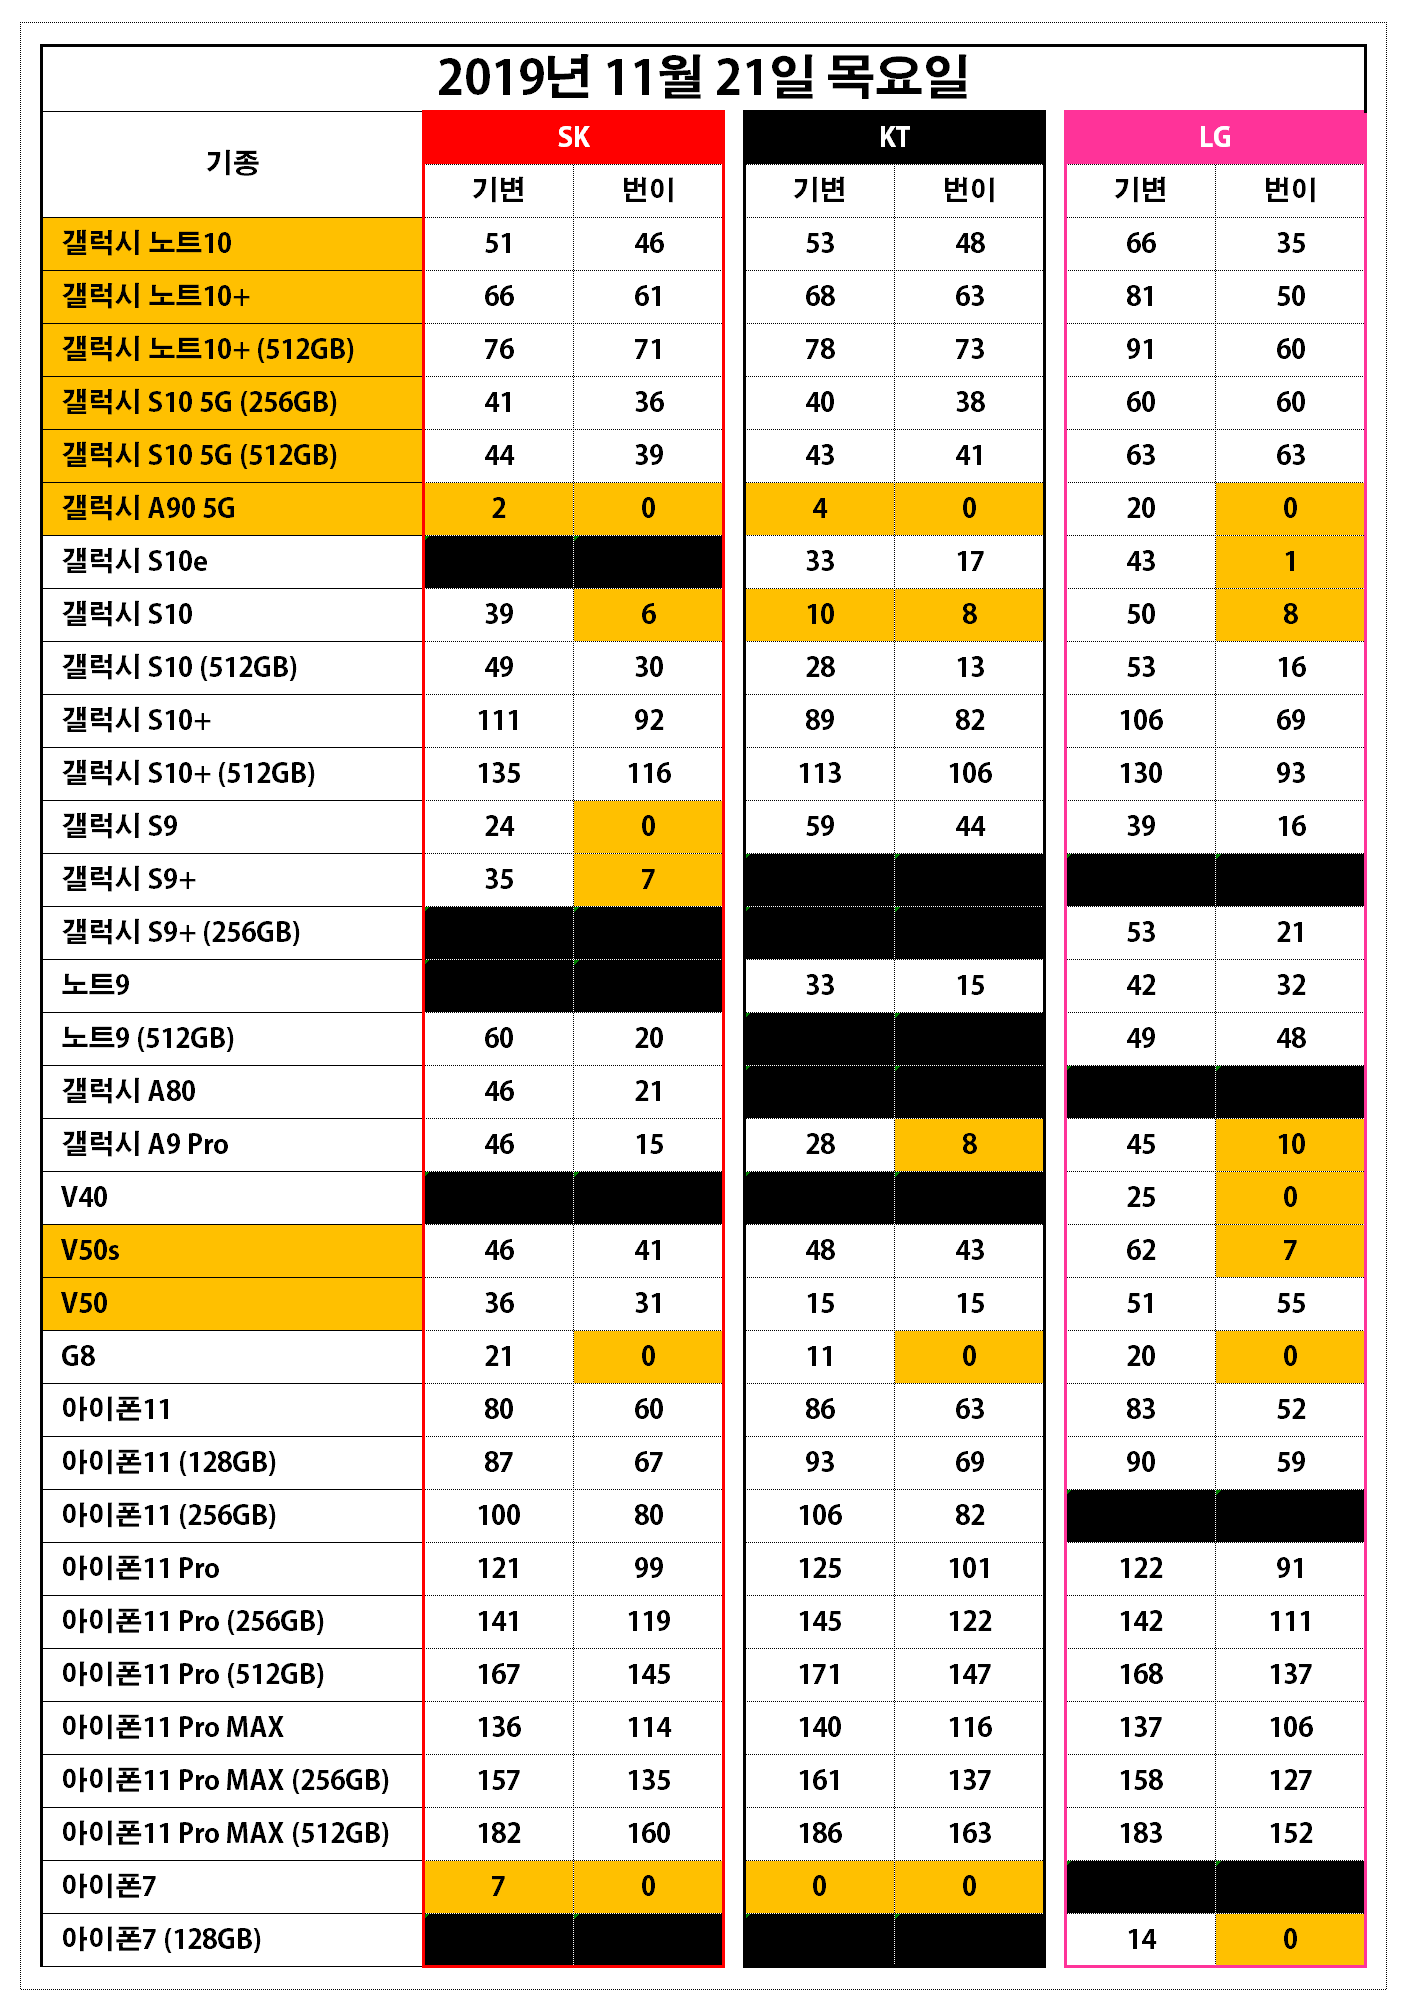 2019년 11월 21일 목요일
기종 SK KT LG
기변 번이 기변 번이 기변 번이
갤럭시 노트10 51 46 53 48 66 35
갤럭시 노트10+ 66 61 68 63 81 50
갤럭시 노트10+ (512GB) 76 71 78 73 91 60
갤럭시 S10 5G (256GB) 41 36 40 38 60 60
갤럭시 S10 5G (512GB) 44 39 43 41 63 63
갤럭시 A90 5G 2 0 4 0 20 0
갤럭시 S10e 33 17 43 1
갤럭시 S10 39 6 10 8 50 8
갤럭시 S10 (512GB) 49 30 28 13 53 16
갤럭시 S10+ 111 92 89 82 106 69
갤럭시 S10+ (512GB) 135 116 113 106 130 93
갤럭시 S9 24 0 59 44 39 16
갤럭시 S9+ 35 7
갤럭시 S9+ (256GB) 53 21
노트9 33 15 42 32
노트9 (512GB) 60 20 49 48
갤럭시 A80 46 21
갤럭시 A9 Pro 46 15 28 8 45 10
V40 25 0
V50s 46 41 48 43 62 7
V50 36 31 15 15 51 55
G8 21 0 11 0 20 0
아이폰11 80 60 86 63 83 52
아이폰11 (128GB) 87 67 93 69 90 59
아이폰11 (256GB) 100 80 106 82
아이폰11 Pro 121 99 125 101 122 91
아이폰11 Pro (256GB) 141 119 145 122 142 111
아이폰11 Pro (512GB) 167 145 171 147 168 137
아이폰11 Pro MAX 136 114 140 116 137 106
아이폰11 Pro MAX (256GB) 157 135 161 137 158 127
아이폰11 Pro MAX (512GB) 182 160 186 163 183 152
아이폰7 7 0 0 0
아이폰7 (128GB) 14 0